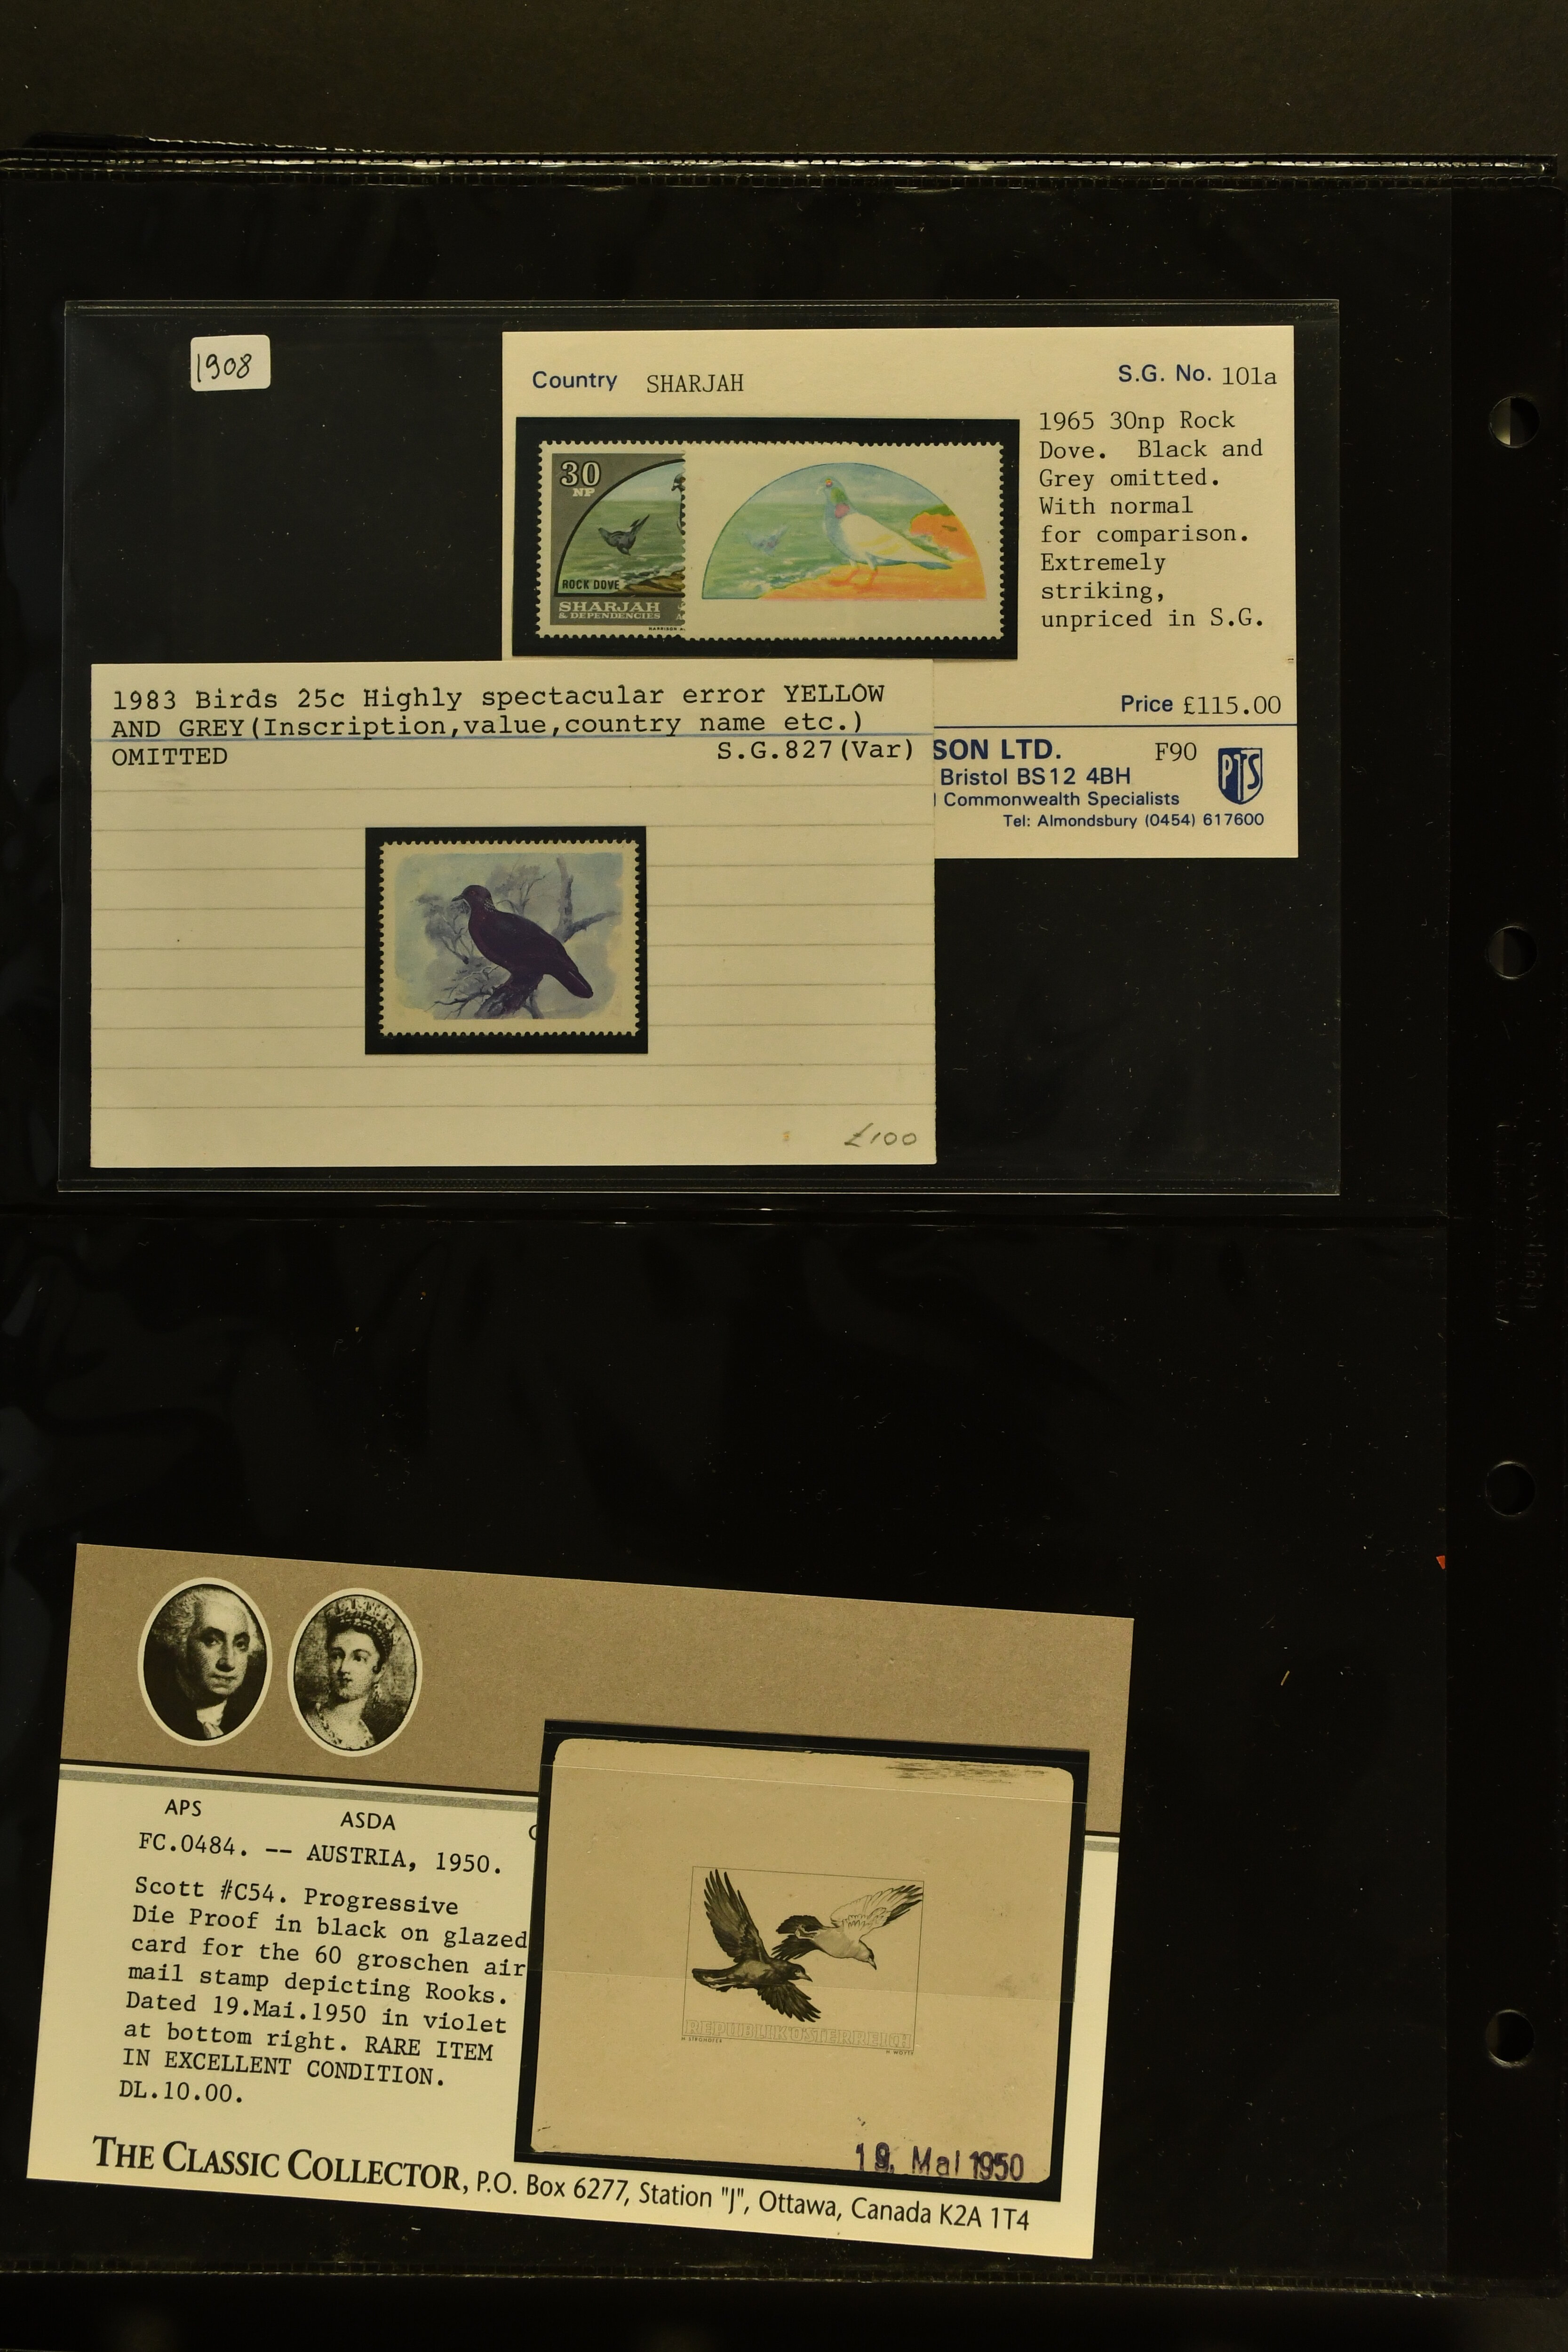 1908
Country SHARJAH
S.G. No. 101a
30
NP
ROCK DOVE
SHARJAH
& DEPENDENCIES
HARRISON
1965 30np Rock
Dove. Black and
Grey omitted.
With normal
for comparison.
Extremely
striking,
unpriced in S.G.
Price £115.00
SON LTD. F90
PTS
Bristol BS12 4BH
Commonwealth Specialists
Tel: Almondsbury (0454) 617600
1983 Birds 25c Highly spectacular error YELLOW
AND GREY(Inscription,value,country name etc.)
OMITTED S.G.827(Var)
£100
APS ASDA
FC.0484. -- AUSTRIA, 1950.
Scott #C54. Progressive
Die Proof in black on glazed
card for the 60 groschen air
mail stamp depicting Rooks.
Dated 19.Mai.1950 in violet
at bottom right. RARE ITEM
IN EXCELLENT CONDITION.
DL.10.00.
REPUBLIK ÖSTERREICH
19. Mai 1950
THE CLASSIC COLLECTOR, P.O. Box 6277, Station "J", Ottawa, Canada K2A 1T4